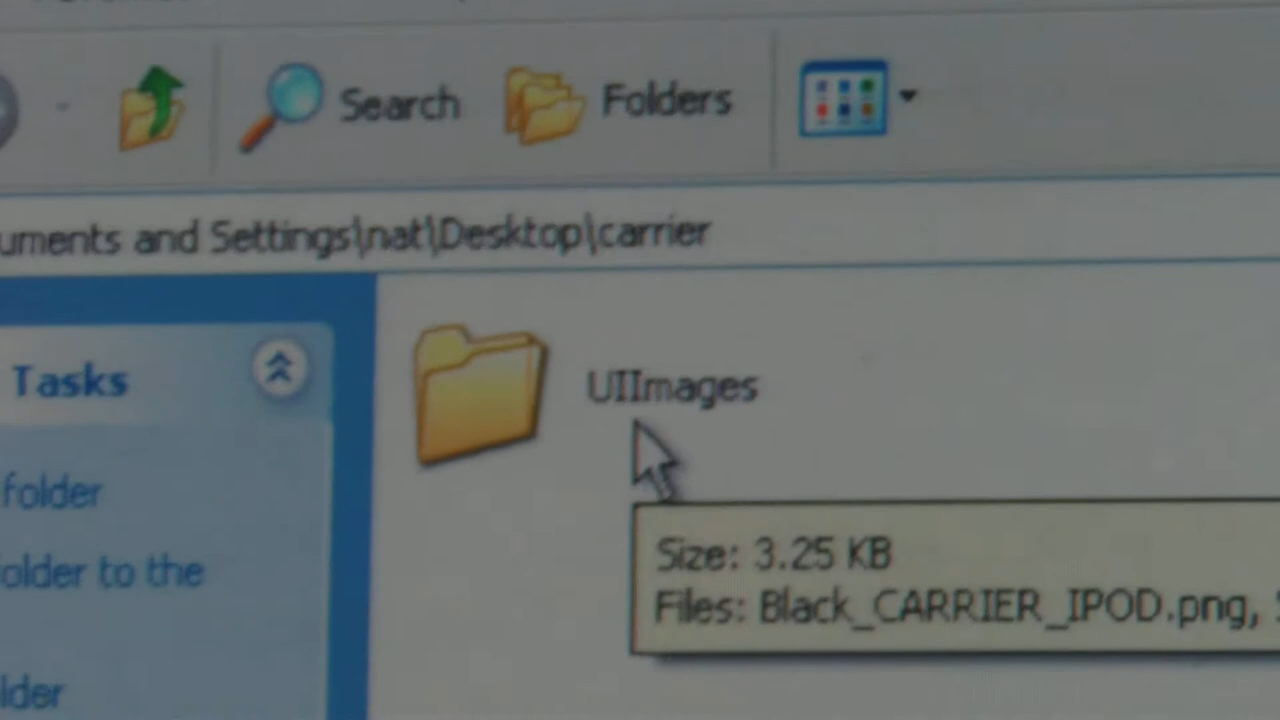 Search
Folders
uments and Settings\nat\Desktop\carrier
Tasks
UIImages
folder
folder to the
Size: 3.25 KB
Files: Black_CARRIER_IPOD.png,
lder